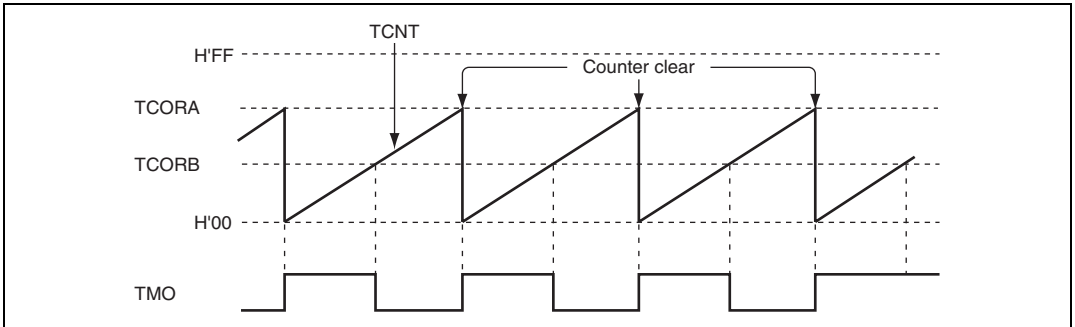 TCNT
H'FF
Counter clear
TCORA
TCORB
H'00
TMO